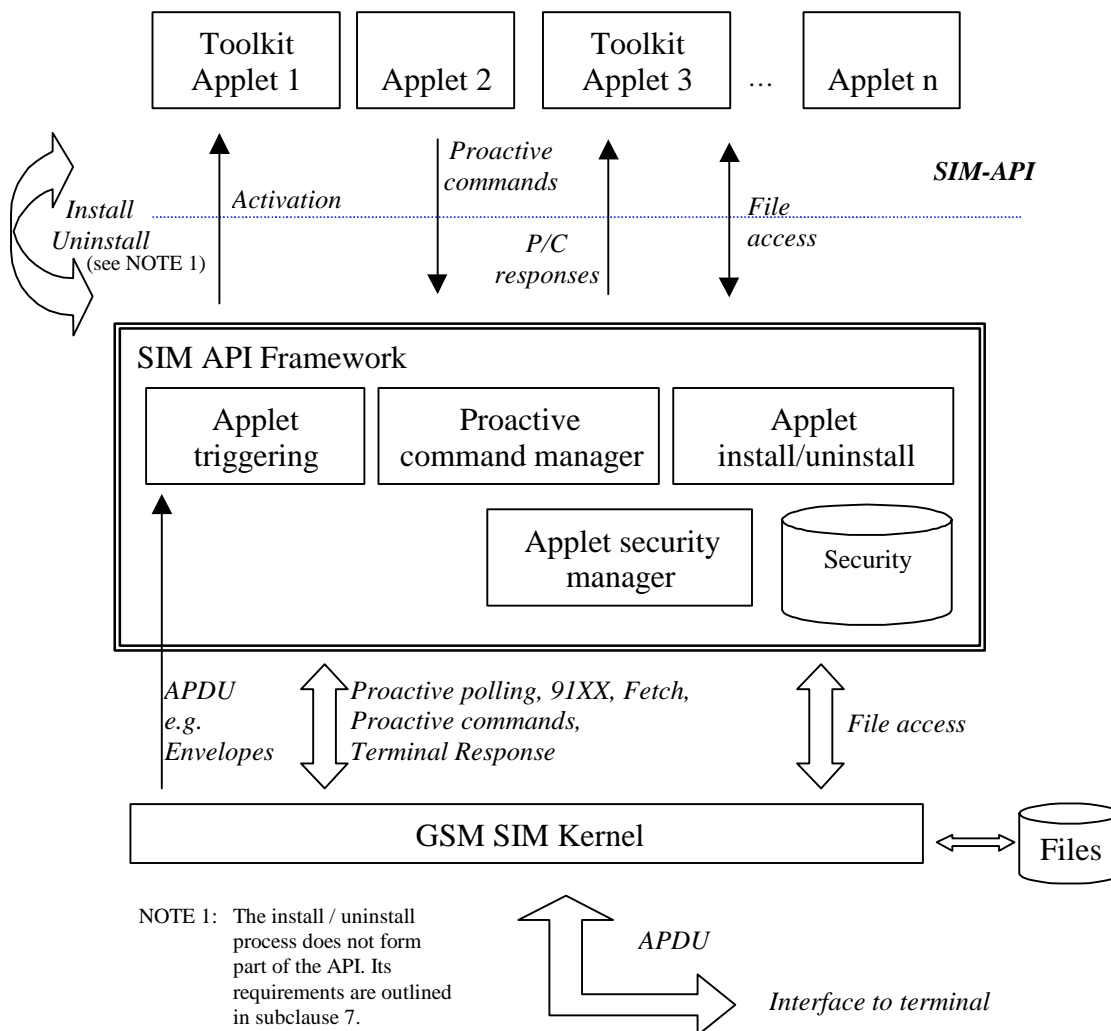 Toolkit
Applet 1
Applet 2
Toolkit
Applet 3
...
Applet n
Proactive
commands
SIM-API
Install
Uninstall
(see NOTE 1)
Activation
File
access
P/C
responses
SIM API Framework
Applet
triggering
Proactive
command manager
Applet
install/uninstall
Applet security
manager
Security
APDU
e.g.
Envelopes
Proactive polling, 91XX, Fetch,
Proactive commands,
Terminal Response
File access
GSM SIM Kernel
Files
NOTE 1: The install / uninstall
process does not form
part of the API. Its
requirements are outlined
in subclause 7.
APDU
Interface to terminal